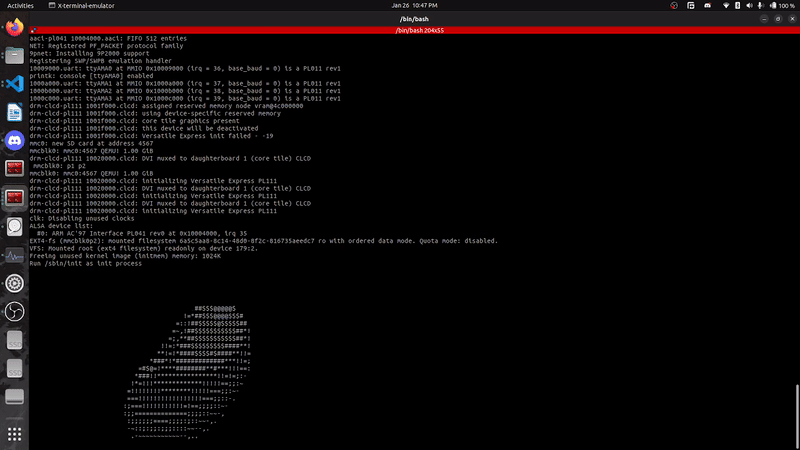 Activities
X-terminal-emulator
Jan 26 10:47 PM
100 %
/bin/bash
/bin/bash 204x55
aaci-pl041 10004000.aaci: FIFO 512 entries
NET: Registered PF_PACKET protocol family
9pnet: Installing 9P2000 support
Registering SWP/SWPB emulation handler
10009000.uart: ttyAMA0 at MMIO 0x10009000 (irq = 36, base_baud = 0) is a PL011 rev1
printk: console [ttyAMA0] enabled
1000a000.uart: ttyAMA1 at MMIO 0x1000a000 (irq = 37, base_baud = 0) is a PL011 rev1
1000b000.uart: ttyAMA2 at MMIO 0x1000b000 (irq = 38, base_baud = 0) is a PL011 rev1
1000c000.uart: ttyAMA3 at MMIO 0x1000c000 (irq = 39, base_baud = 0) is a PL011 rev1
drm-clcd-pl111 1001f000.clcd: assigned reserved memory node vram@4c000000
drm-clcd-pl111 1001f000.clcd: using device-specific reserved memory
drm-clcd-pl111 1001f000.clcd: core tile graphics present
drm-clcd-pl111 1001f000.clcd: this device will be deactivated
drm-clcd-pl111 1001f000.clcd: Versatile Express init failed - -19
mmc0: new SD card at address 4567
mmcblk0: mmc0:4567 QEMU! 1.00 GiB
drm-clcd-pl111 10020000.clcd: DVI muxed to daughterboard 1 (core tile) CLCD
mmcblk0: p1 p2
mmcblk0: mmc0:4567 QEMU! 1.00 GiB
drm-clcd-pl111 10020000.clcd: initializing Versatile Express PL111
drm-clcd-pl111 10020000.clcd: DVI muxed to daughterboard 1 (core tile) CLCD
drm-clcd-pl111 10020000.clcd: initializing Versatile Express PL111
drm-clcd-pl111 10020000.clcd: DVI muxed to daughterboard 1 (core tile) CLCD
drm-clcd-pl111 10020000.clcd: initializing Versatile Express PL111
clk: Disabling unused clocks
ALSA device list:
#0: ARM AC'97 Interface PL041 rev0 at 0x10004000, irq 35
EXT4-fs (mmcblk0p2): mounted filesystem 6a5c5aa8-8c14-48d0-8f2c-816735aeedc7 ro with ordered data mode. Quota mode: disabled.
VFS: Mounted root (ext4 filesystem) readonly on device 179:2.
Freeing unused kernel image (initmem) memory: 1024K
Run /sbin/init as init process